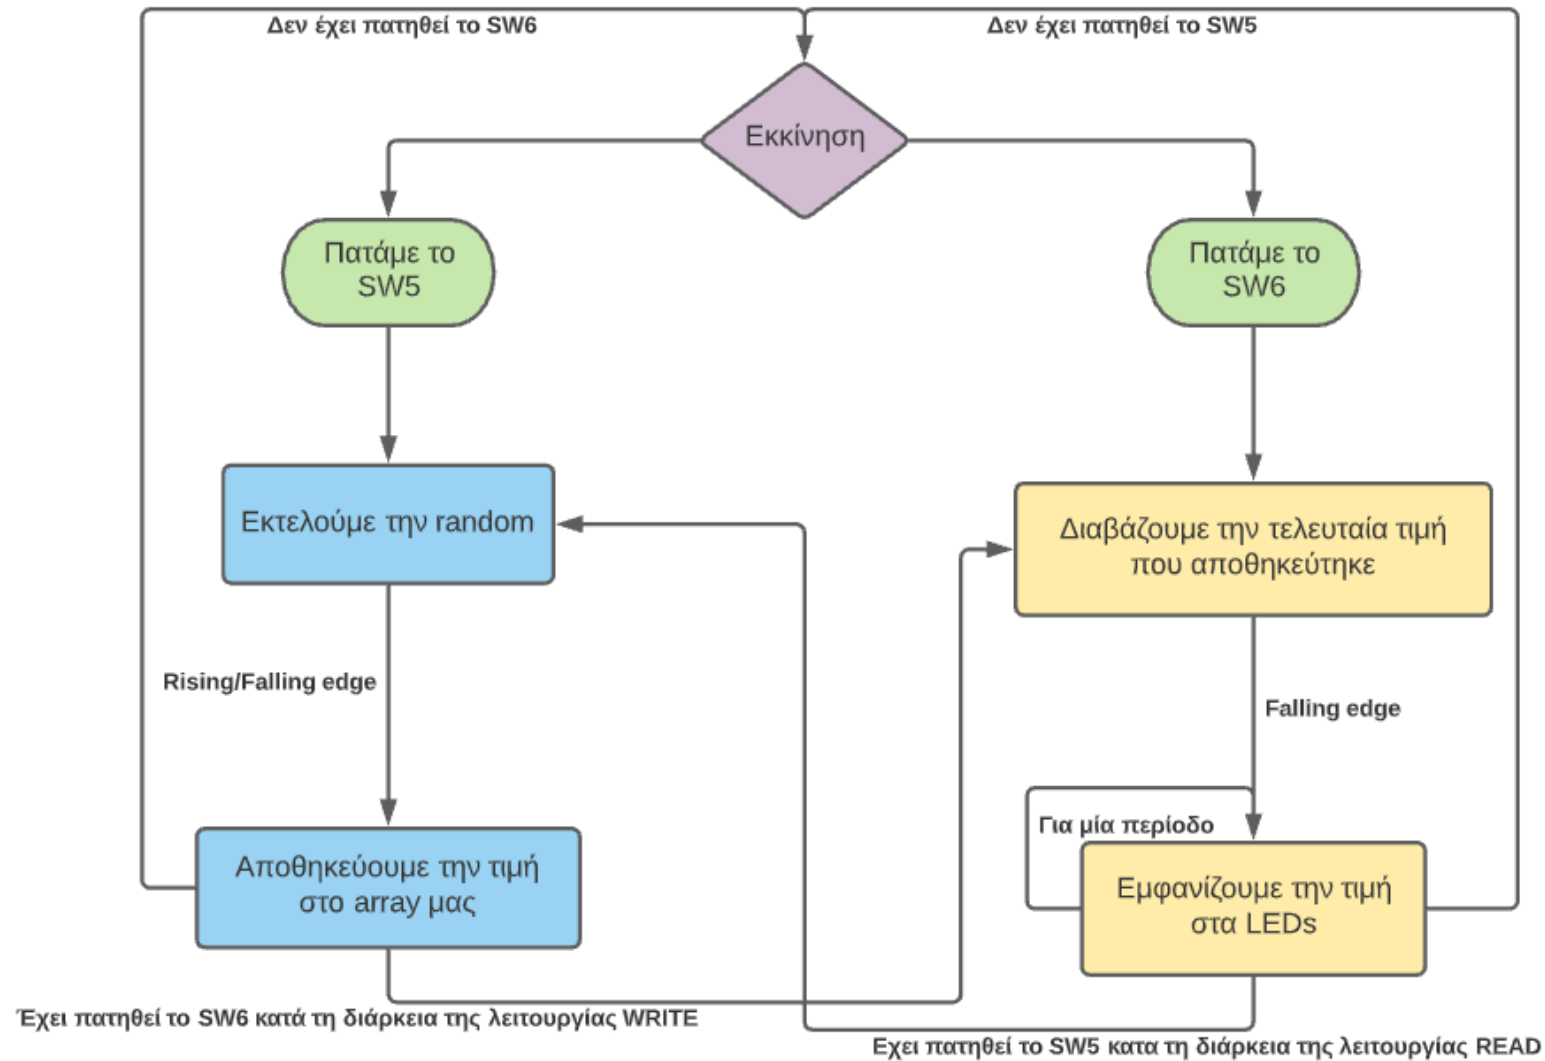 Δεν έχει πατηθεί το SW6
Δεν έχει πατηθεί το SW5
Εκκίνηση
Πατάμε το
SW5
Πατάμε το
SW6
Εκτελούμε την random
Διαβάζουμε την τελευταία τιμή
που αποθηκεύτηκε
Rising/Falling edge
Falling edge
Για μία περίοδο
Αποθηκεύουμε την τιμή
στο array μας
Εμφανίζουμε την τιμή
στα LEDs
Έχει πατηθεί το SW6 κατά τη διάρκεια της λειτουργίας WRITE
Εχει πατηθεί το SW5 κατα τη διάρκεια της λειτουργίας READ